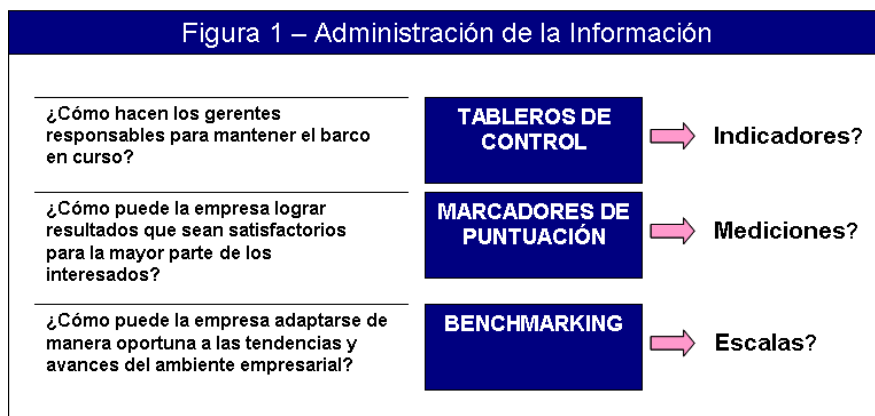 Figura 1 – Administración de la Información
¿Cómo hacen los gerentes
responsables para mantener el barco
en curso?
TABLEROS DE
CONTROL
Indicadores?
¿Cómo puede la empresa lograr
resultados que sean satisfactorios
para la mayor parte de los
interesados?
MARCADORES DE
PUNTUACIÓN
Mediciones?
¿Cómo puede la empresa adaptarse de
manera oportuna a las tendencias y
avances del ambiente empresarial?
BENCHMARKING
Escalas?